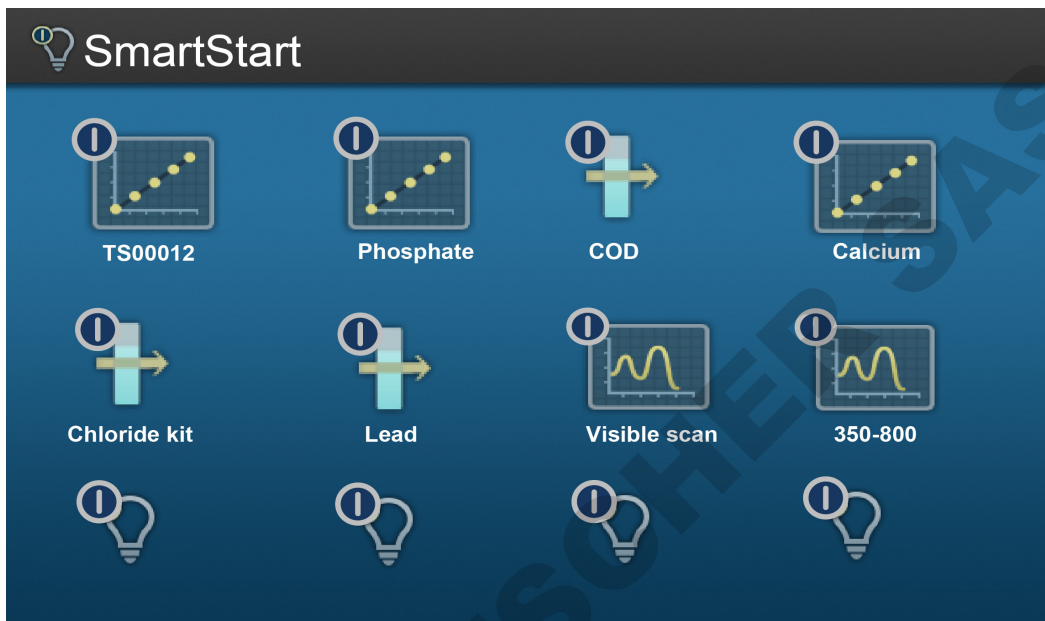 SmartStart
TS00012 Phosphate COD Calcium
Chloride kit Lead Visible scan 350-800